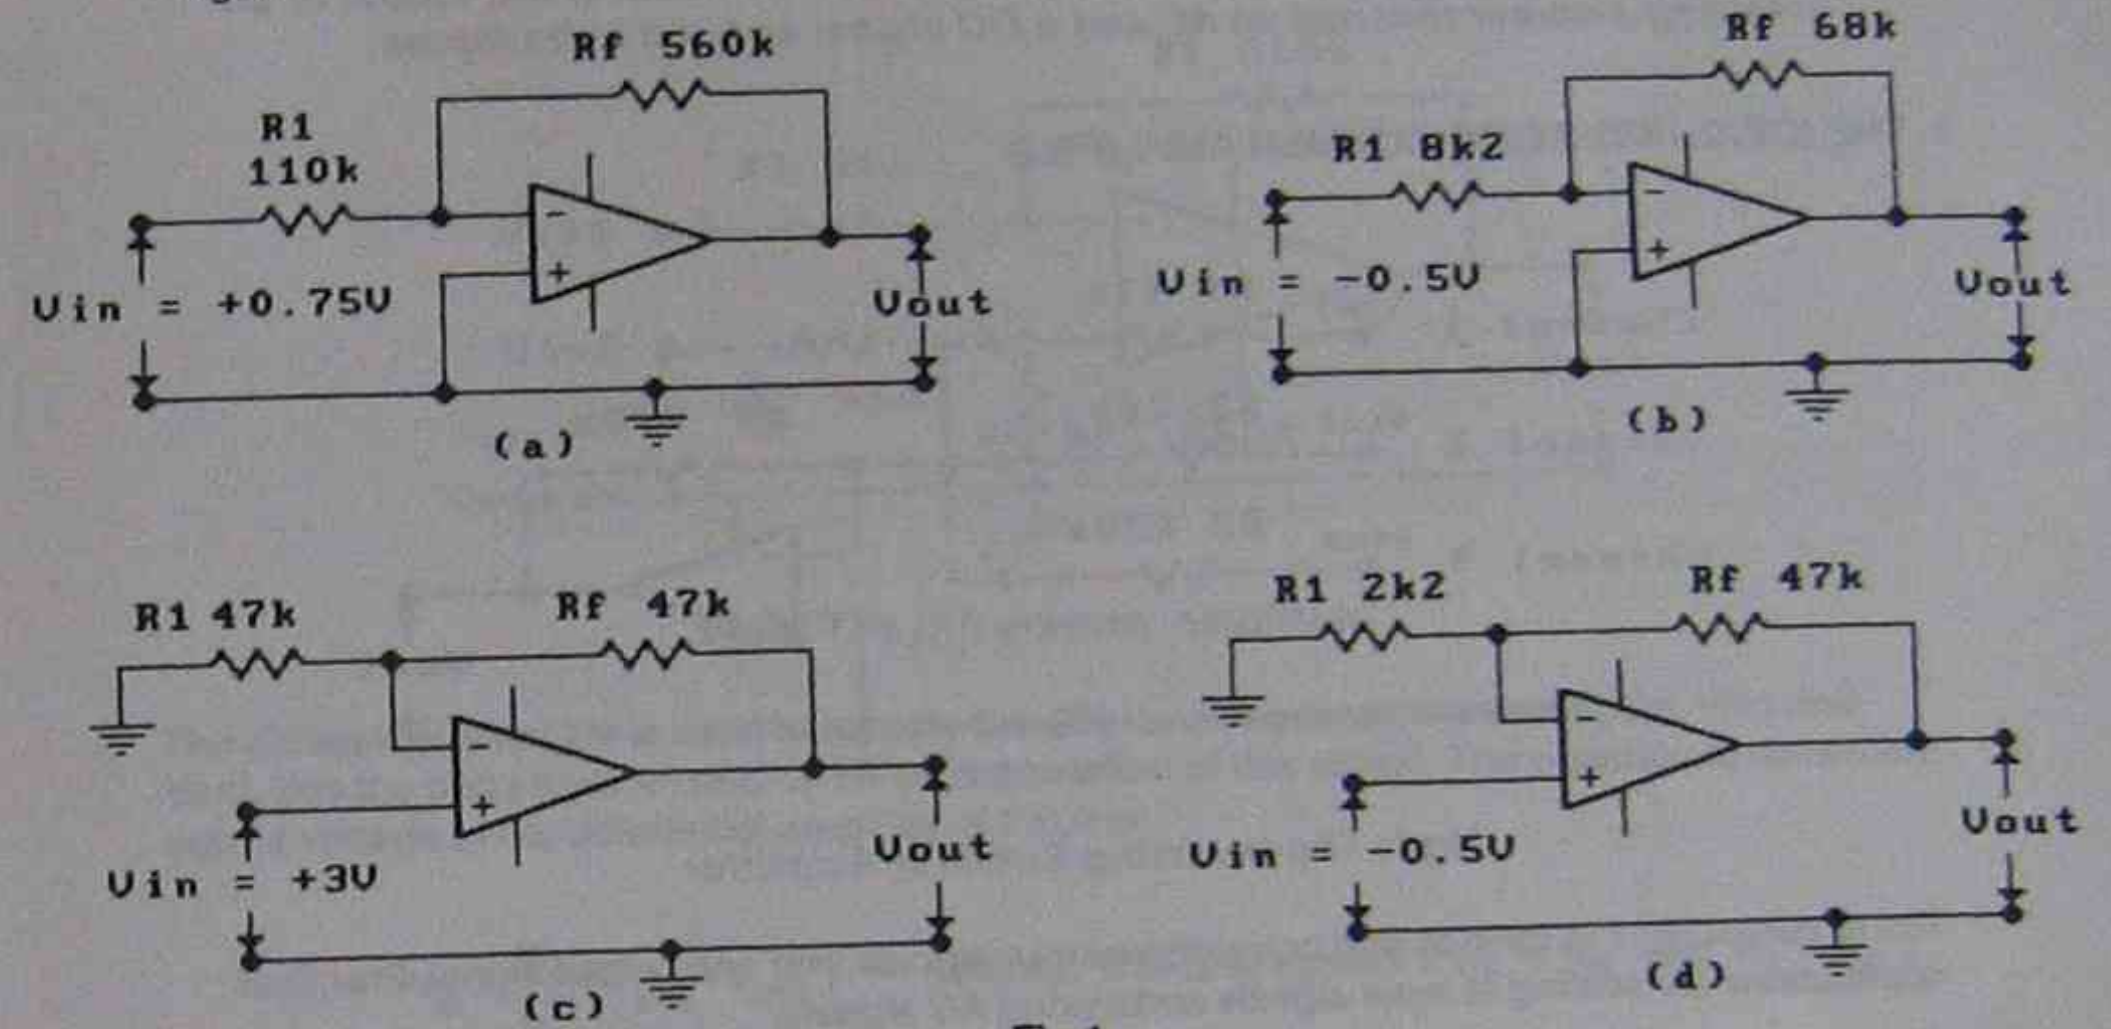 Rf 560k
R1
110k
-
+
Vin = +0.75V
Vout
(a)
Rf 68k
R1 8k2
-
+
Vin = -0.5V
Vout
(b)
R1 47k
Rf 47k
-
+
Vin = +3V
Vout
(c)
R1 2k2
Rf 47k
-
+
Vin = -0.5V
Vout
(d)